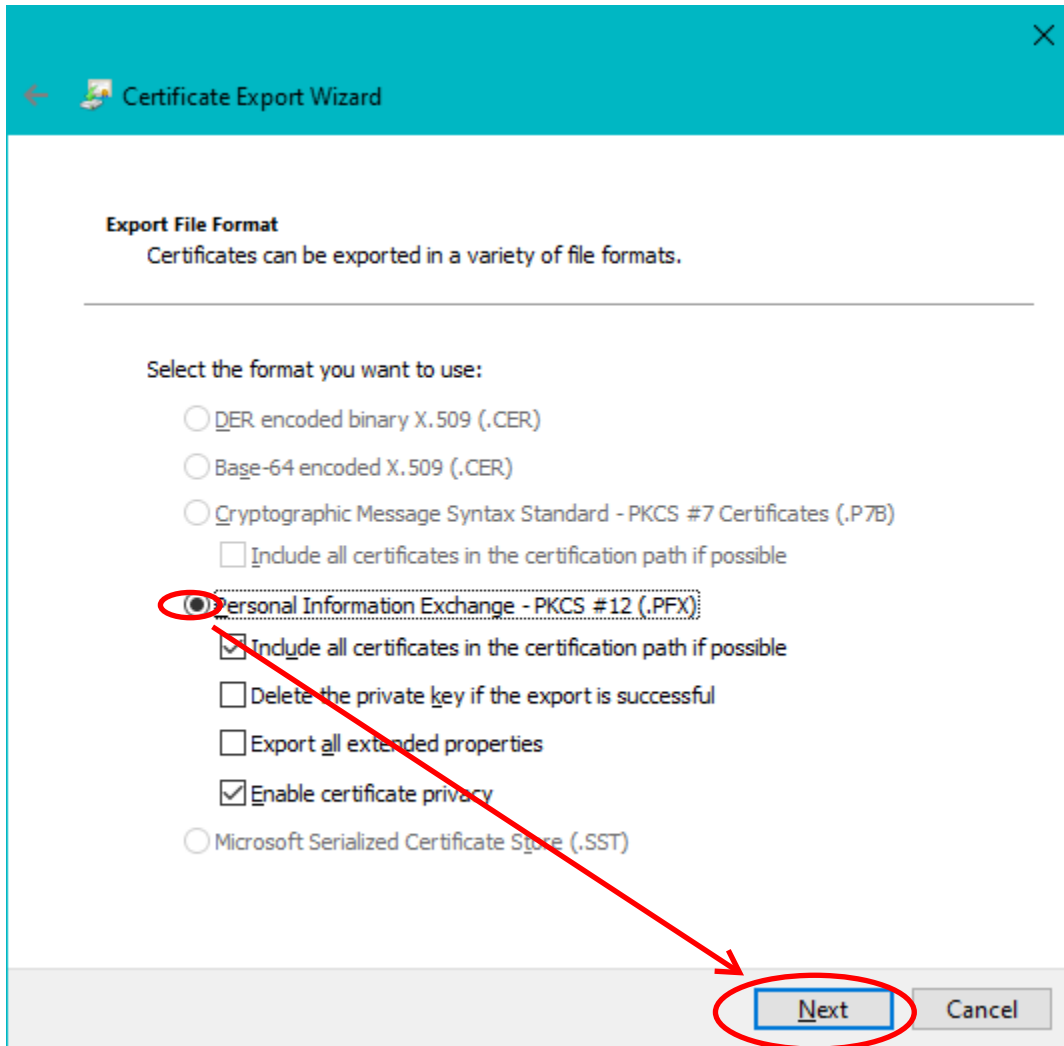 Certificate Export Wizard
Export File Format
Certificates can be exported in a variety of file formats.
Select the format you want to use:
DER encoded binary X.509 (.CER)
Base-64 encoded X.509 (.CER)
Cryptographic Message Syntax Standard - PKCS #7 Certificates (.P7B)
Include all certificates in the certification path if possible
Personal Information Exchange - PKCS #12 (.PFX)
Include all certificates in the certification path if possible
Delete the private key if the export is successful
Export all extended properties
Enable certificate privacy
Microsoft Serialized Certificate Store (.SST)
Next Cancel